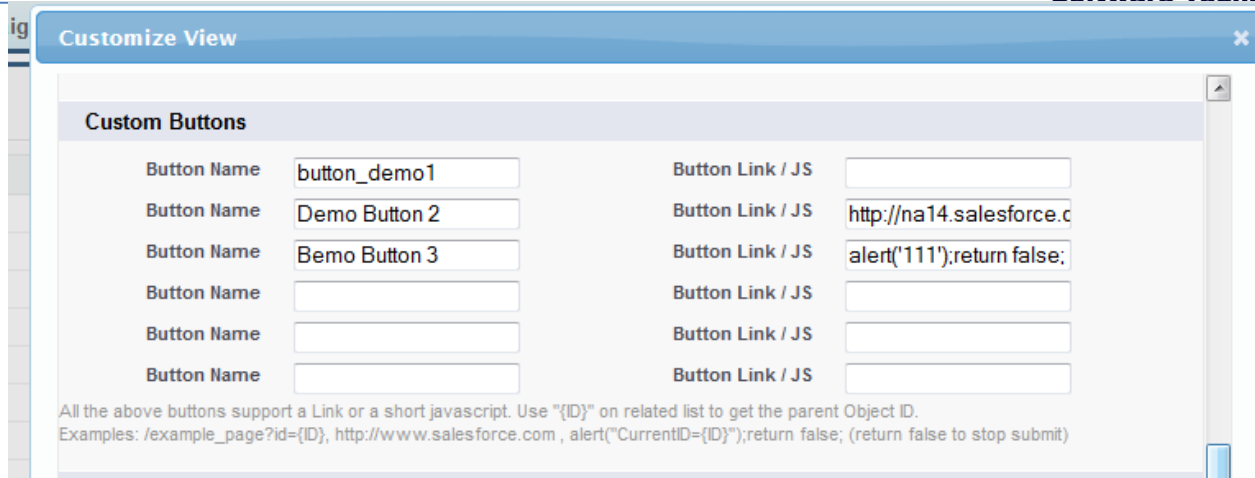 ig
Customize View
Custom Buttons
Button Name button_demo1 Button Link / JS
Button Name Demo Button 2 Button Link / JS http://na14.salesforce.c
Button Name Bemo Button 3 Button Link / JS alert('111');return false;
Button Name Button Link / JS
Button Name Button Link / JS
Button Name Button Link / JS
All the above buttons support a Link or a short javascript. Use "{ID}" on related list to get the parent Object ID.
Examples: /example_page?id={ID}, http://www.salesforce.com , alert("CurrentID={ID}");return false; (return false to stop submit)